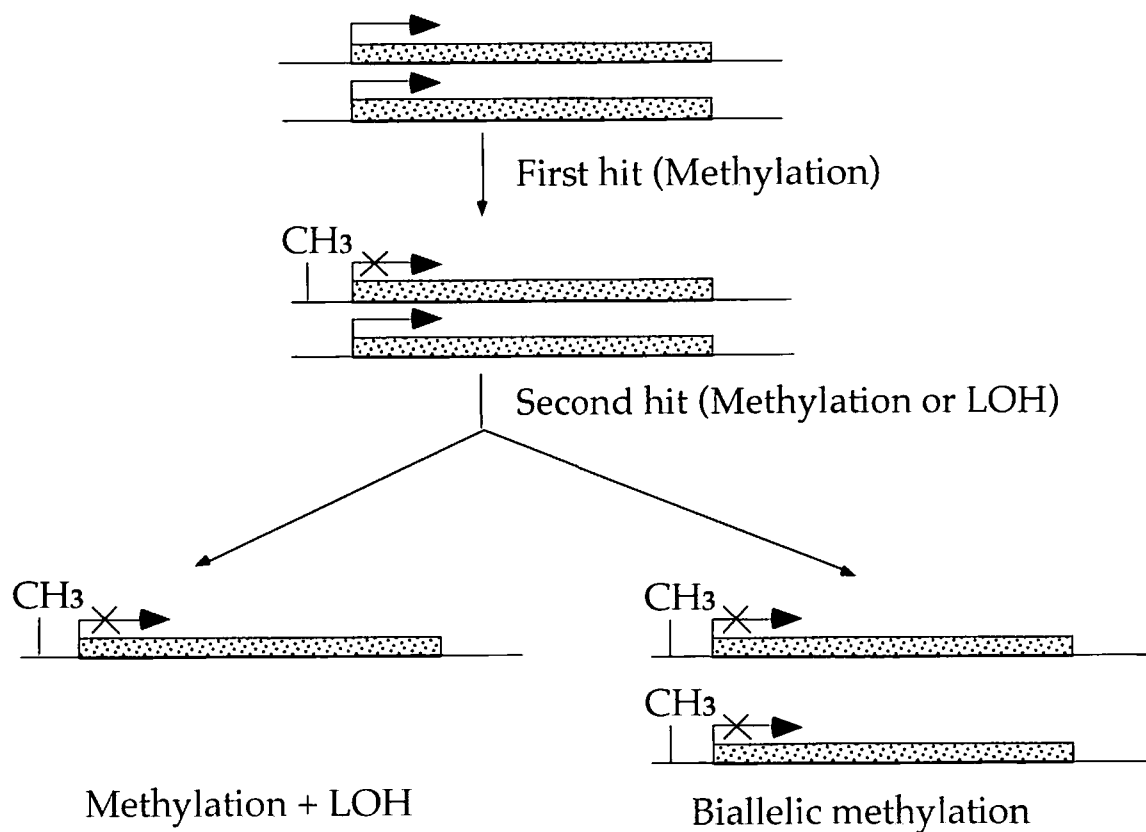 First hit (Methylation)
CH3
Second hit (Methylation or LOH)
CH3
CH3
CH3
Methylation + LOH
Biallelic methylation